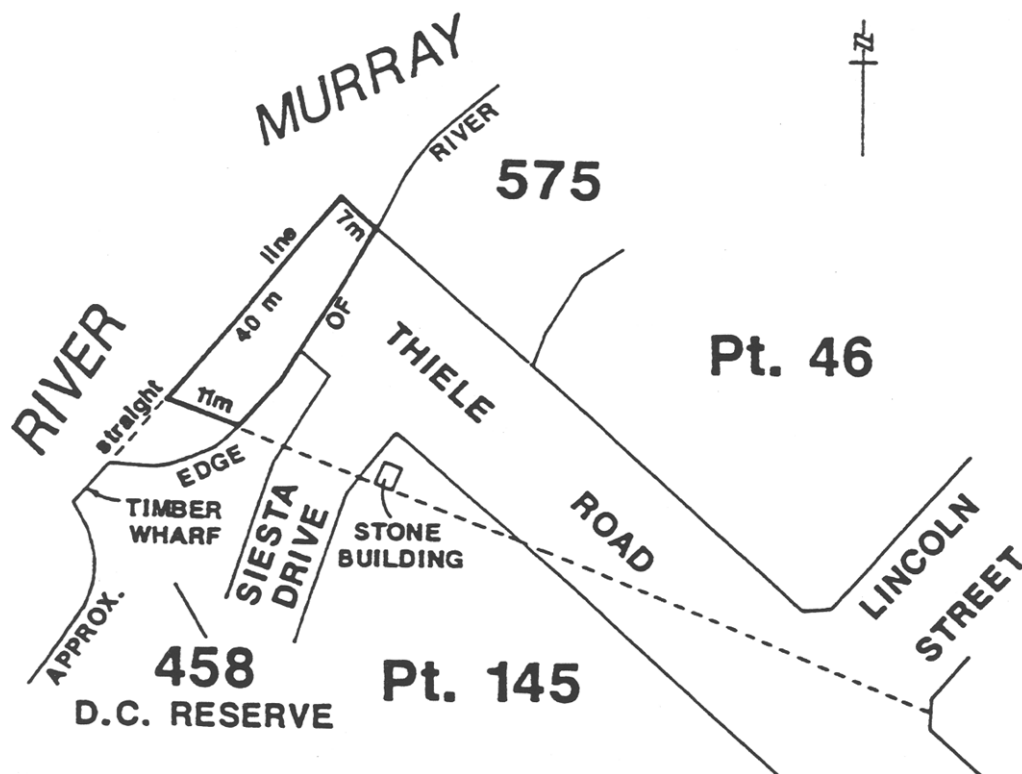 MURRAY
RIVER
N
RIVER
575
7m
line
40 m
OF
THIELE
Pt. 46
straight
11m
EDGE
TIMBER
WHARF
SIESTA
DRIVE
STONE
BUILDING
ROAD
LINCOLN
STREET
APPROX.
458
D.C. RESERVE
Pt. 145